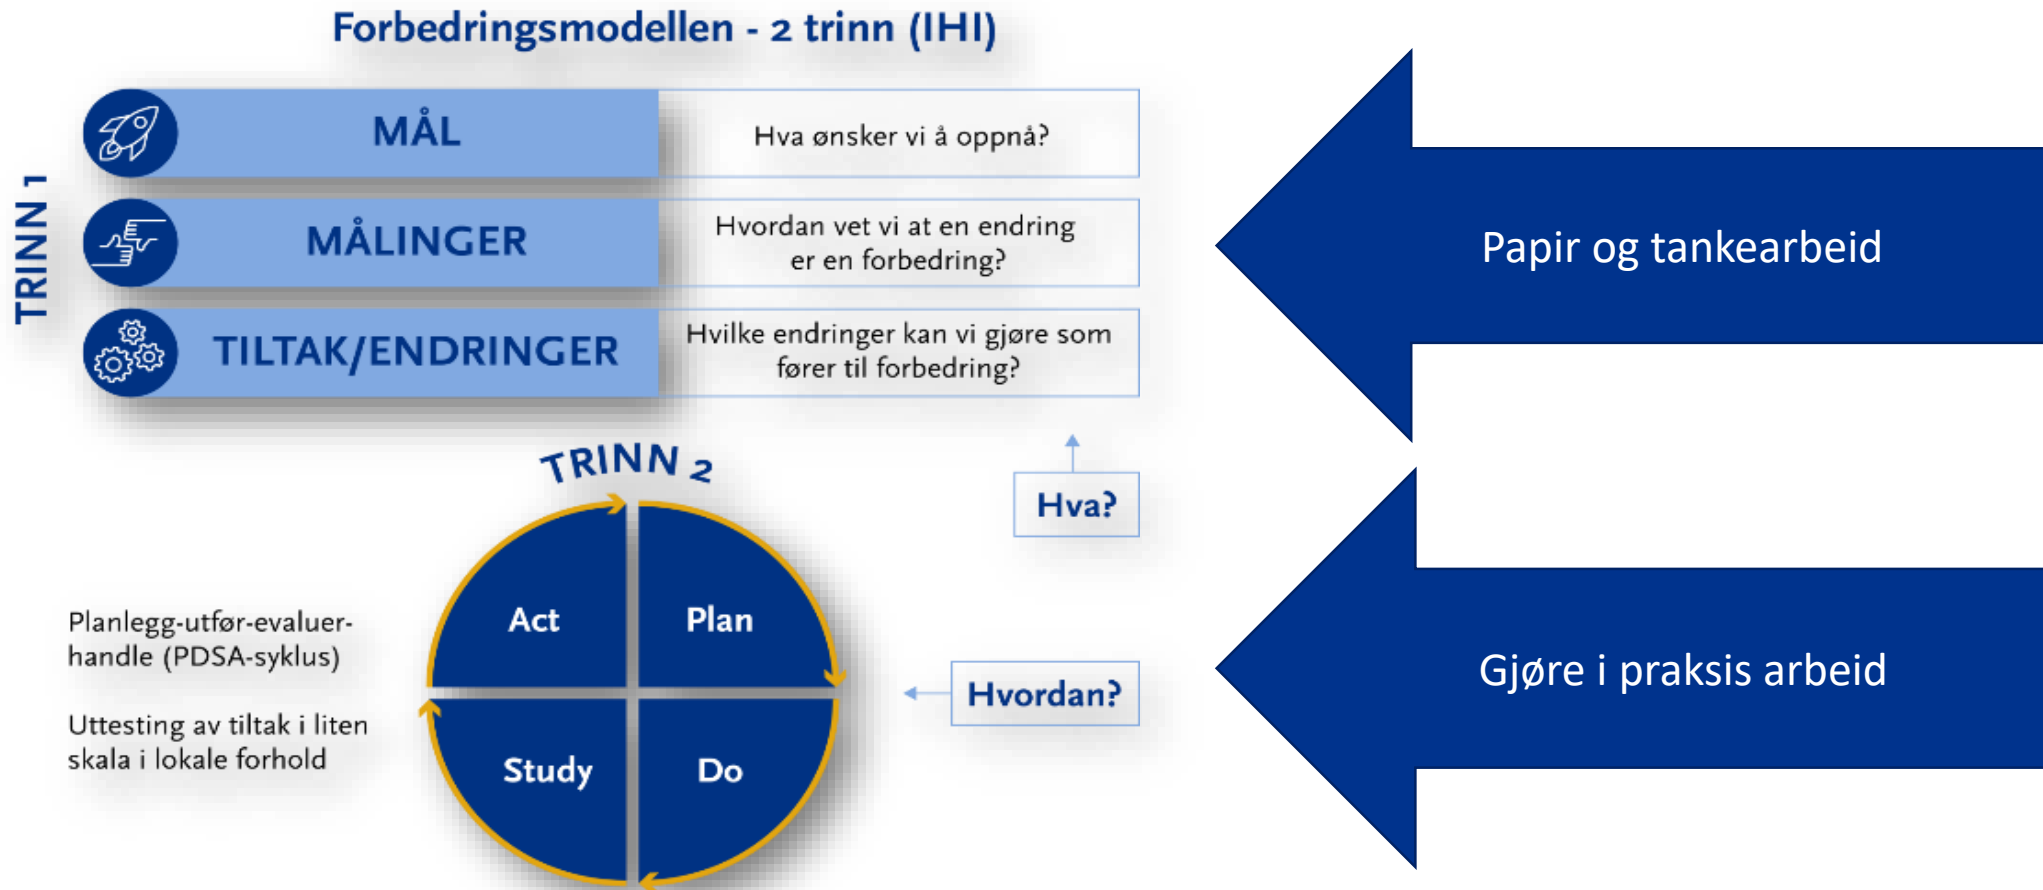 Forbedringsmodellen - 2 trinn (IHI)
TRINN 1
MÅL
Hva ønsker vi å oppnå?
MÅLINGER
Hvordan vet vi at en endring
er en forbedring?
TILTAK/ENDRINGER
Hvilke endringer kan vi gjøre som
fører til forbedring?
Papir og tankearbeid
Hva?
TRINN 2
Act
Plan
Study
Do
Planlegg-utfør-evaluer-
handle (PDSA-syklus)
Uttesting av tiltak i liten
skala i lokale forhold
Hvordan?
Gjøre i praksis arbeid